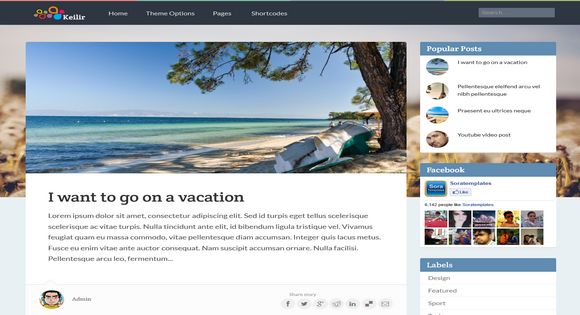 Keilir
Home
Theme Options
Pages
Shortcodes
Search h
Popular Posts
I want to go on a vacation
Pellentesque eleifend arcu vel
nibh pellentesque
Praesent eu ultrices neque
Youtube video post
I want to go on a vacation
Lorem ipsum dolor sit amet, consectetur adipiscing elit. Sed id turpis eget tellus scelerisque
scelerisque ac vitae turpis. Nulla tincidunt ante elit, id bibendum ligula tristique vel. Vivamus
feugiat quam eu massa commodo, vitae pellentesque diam accumsan. Integer quis lacus metus.
Fusce eu enim vitae ante auctor consequat. Nam suscipit accumsan ornare. Nulla facilisi.
Pellentesque arcu leo, fermentum...
Admin
Share story
Facebook
Sora
Soratemplates
Like
6,142 people like Soratemplates
Labels
Design
Featured
Sport